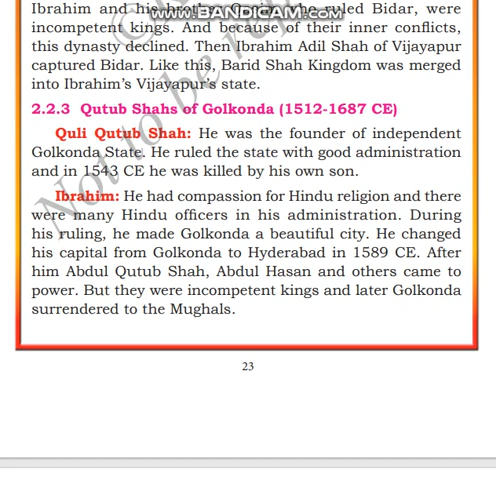 Ibrahim and his brother who ruled Bidar, were
www.BANDICAM.com
incompetent kings. And because of their inner conflicts,
this dynasty declined. Then Ibrahim Adil Shah of Vijayapur
captured Bidar. Like this, Barid Shah Kingdom was merged
into Ibrahim's Vijayapur's state.
2.2.3 Qutub Shahs of Golkonda (1512-1687 CE)
Quli Qutub Shah: He was the founder of independent
Golkonda State. He ruled the state with good administration
and in 1543 CE he was killed by his own son.
Ibrahim: He had compassion for Hindu religion and there
were many Hindu officers in his administration. During
his ruling, he made Golkonda a beautiful city. He changed
his capital from Golkonda to Hyderabad in 1589 CE. After
him Abdul Qutub Shah, Abdul Hasan and others came to
power. But they were incompetent kings and later Golkonda
surrendered to the Mughals.
23
© 
Not to be